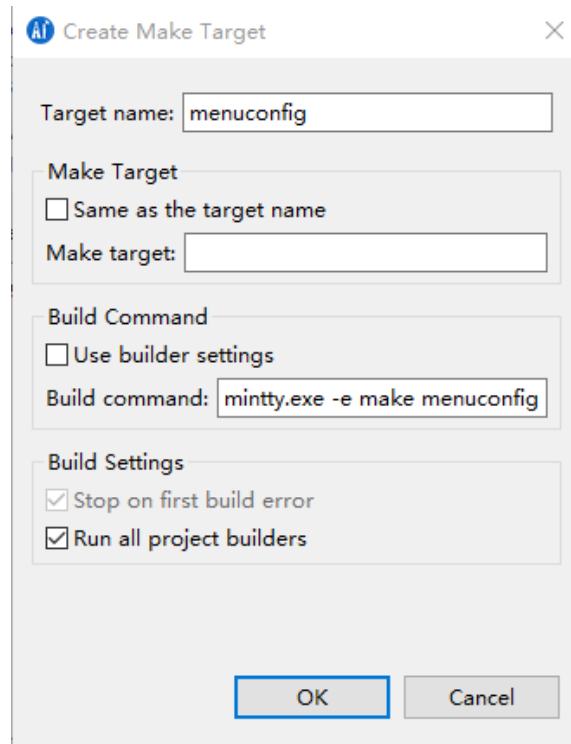 Create Make Target
Target name: menuconfig
Make Target
Same as the target name
Make target:
Build Command
Use builder settings
Build command: mintty.exe -e make menuconfig
Build Settings
Stop on first build error
Run all project builders
OK Cancel